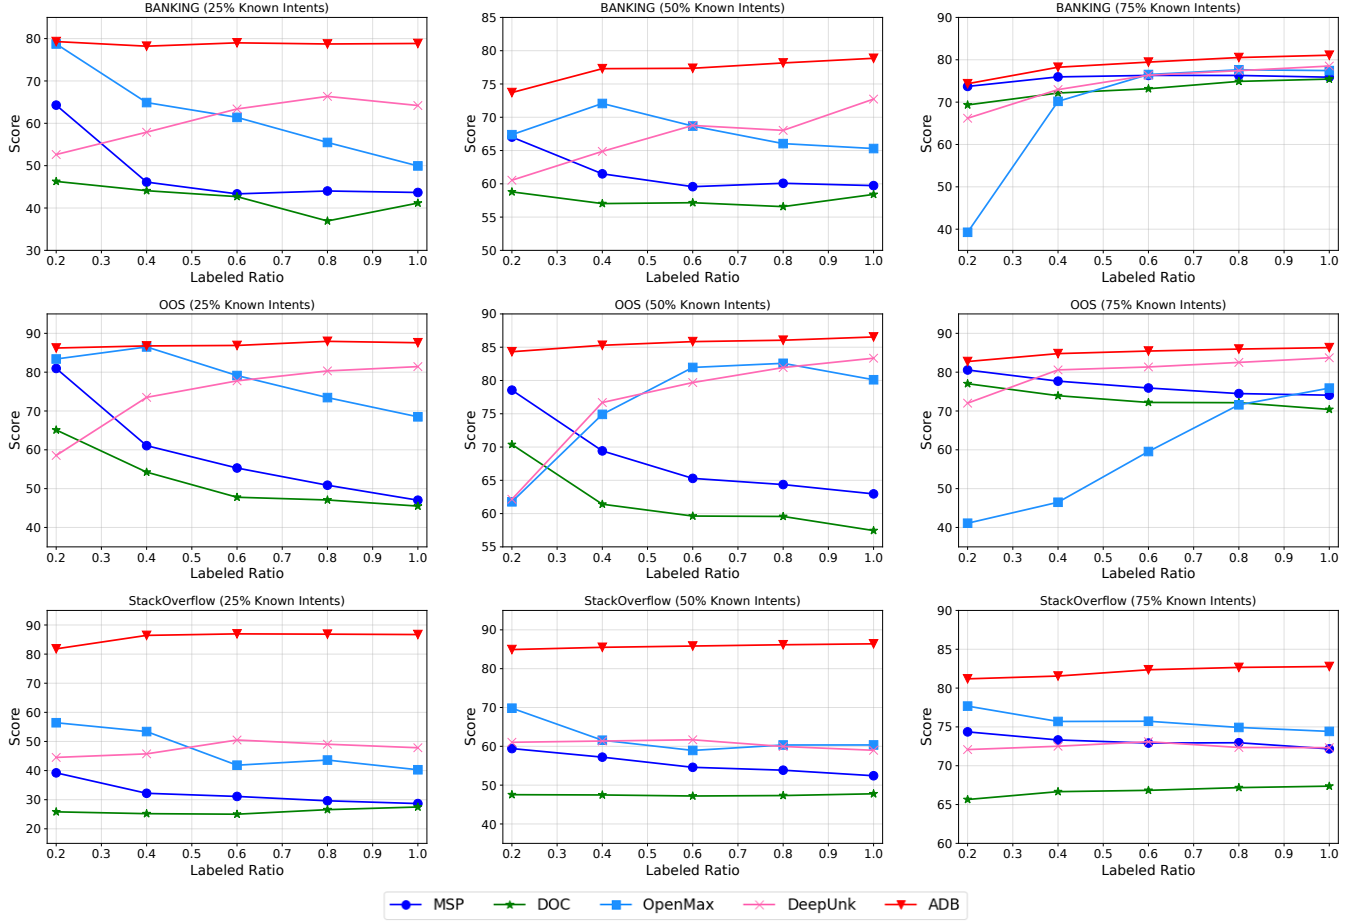 BANKING (25% Known Intents)
85
80
75
70
65
60
55
50
BANKING (50% Known Intents)
90
80
70
60
50
40
BANKING (75% Known Intents)
80
70
60
50
40
30
Score
Score
Score
0.2 0.3 0.4 0.5 0.6 0.7 0.8 0.9 1.0
Labeled Ratio
0.2 0.3 0.4 0.5 0.6 0.7 0.8 0.9 1.0
Labeled Ratio
0.2 0.3 0.4 0.5 0.6 0.7 0.8 0.9 1.0
Labeled Ratio
OOS (25% Known Intents)
90
80
70
60
50
40
Score
0.2 0.3 0.4 0.5 0.6 0.7 0.8 0.9 1.0
Labeled Ratio
OOS (50% Known Intents)
90
85
80
75
70
65
60
55
Score
0.2 0.3 0.4 0.5 0.6 0.7 0.8 0.9 1.0
Labeled Ratio
OOS (75% Known Intents)
90
80
70
60
50
40
Score
0.2 0.3 0.4 0.5 0.6 0.7 0.8 0.9 1.0
Labeled Ratio
StackOverflow (25% Known Intents)
90
80
70
60
50
40
30
20
Score
0.2 0.3 0.4 0.5 0.6 0.7 0.8 0.9 1.0
Labeled Ratio
StackOverflow (50% Known Intents)
90
80
70
60
50
40
Score
0.2 0.3 0.4 0.5 0.6 0.7 0.8 0.9 1.0
Labeled Ratio
StackOverflow (75% Known Intents)
90
85
80
75
70
65
60
Score
0.2 0.3 0.4 0.5 0.6 0.7 0.8 0.9 1.0
Labeled Ratio
MSP DOC OpenMax DeepUnk ADB